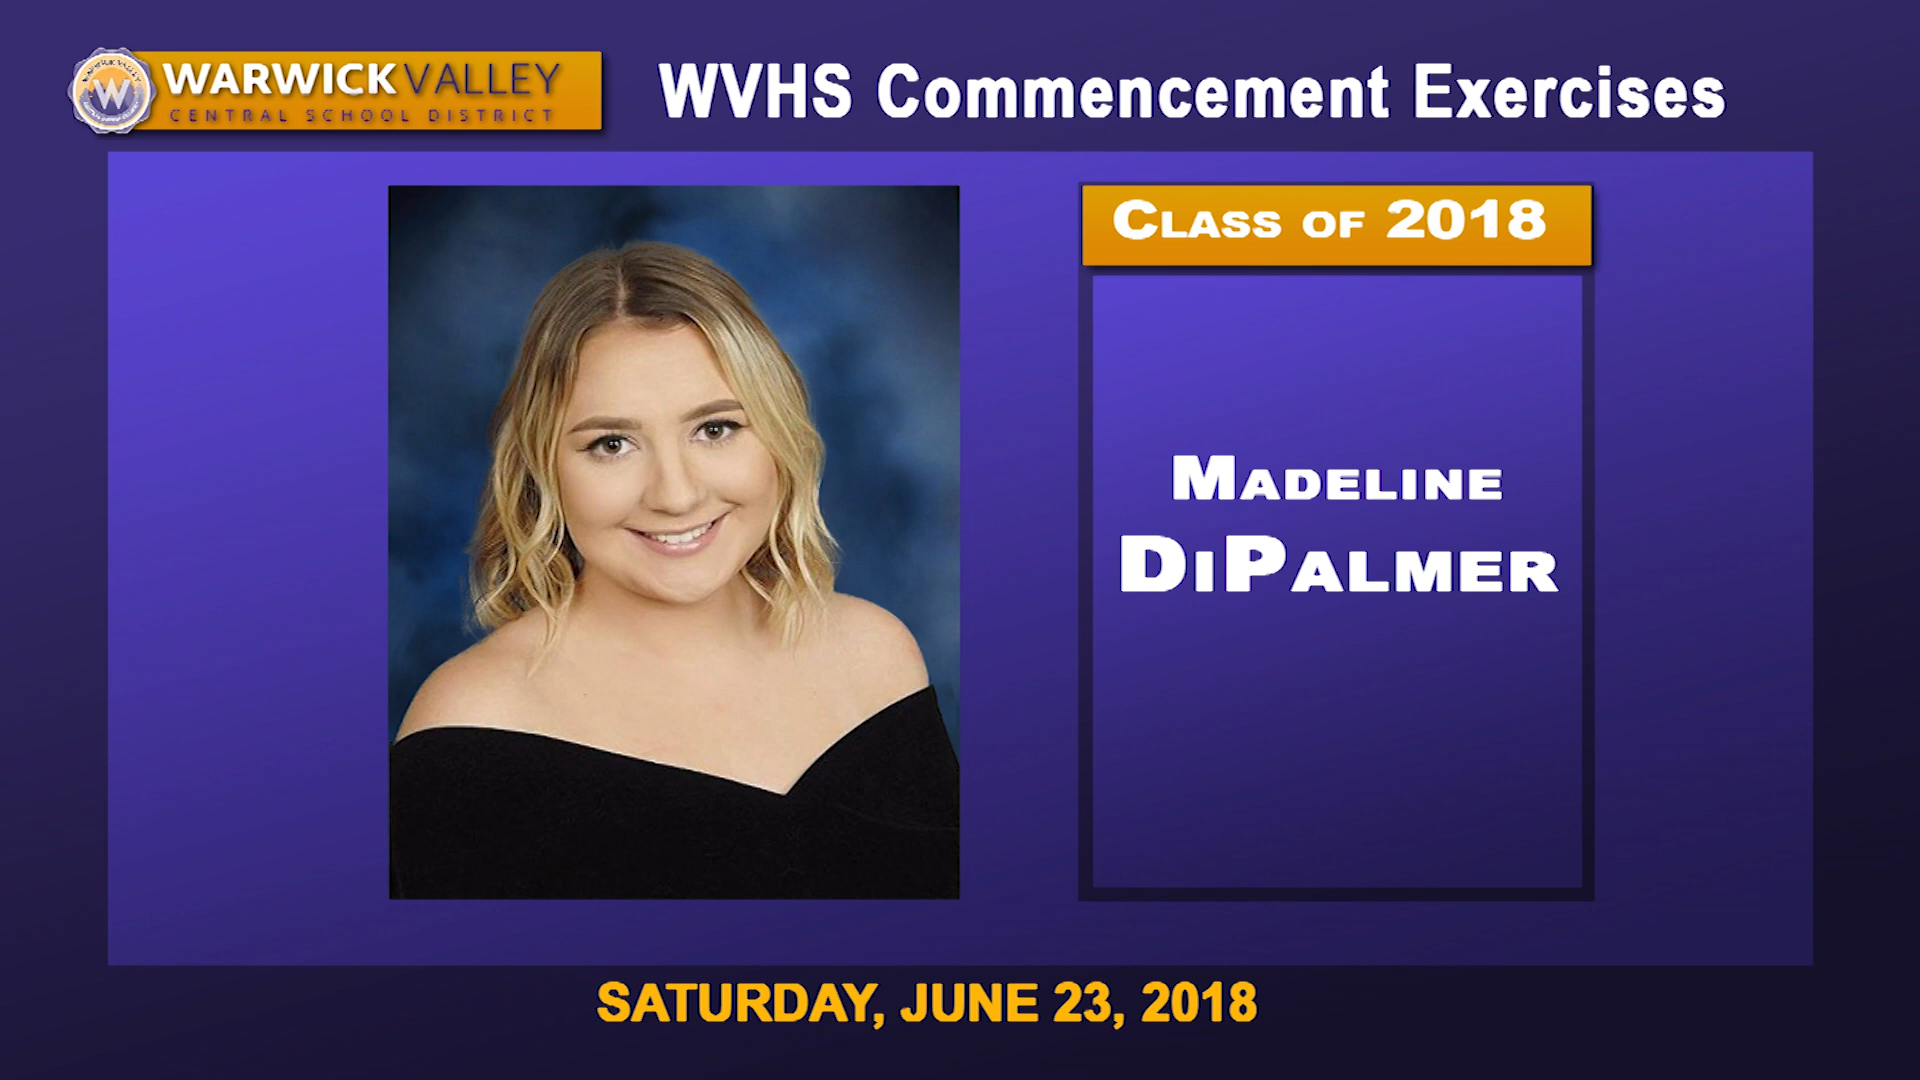 WARWICK VALLEY
CENTRAL SCHOOL DISTRICT
WVHS Commencement Exercises
W
CLASS OF 2018
MADELINE
DIPALMER
SATURDAY, JUNE 23, 2018